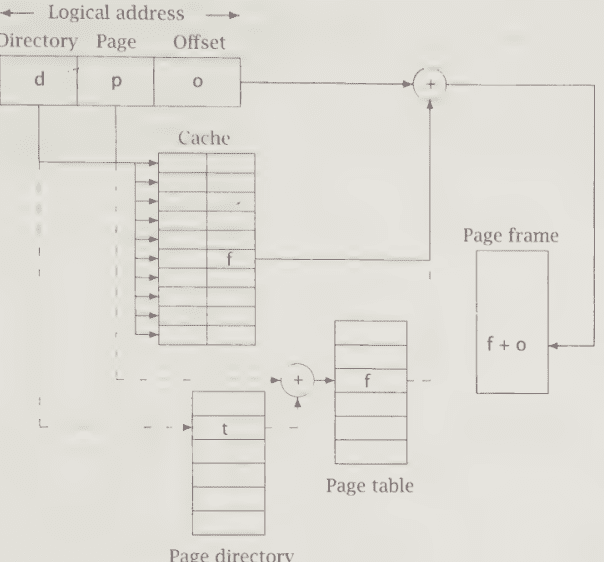 Logical address
Directory Page Offset
d p o
+
Cache
f
Page frame
f + o
+ f
t
Page table
Page directory